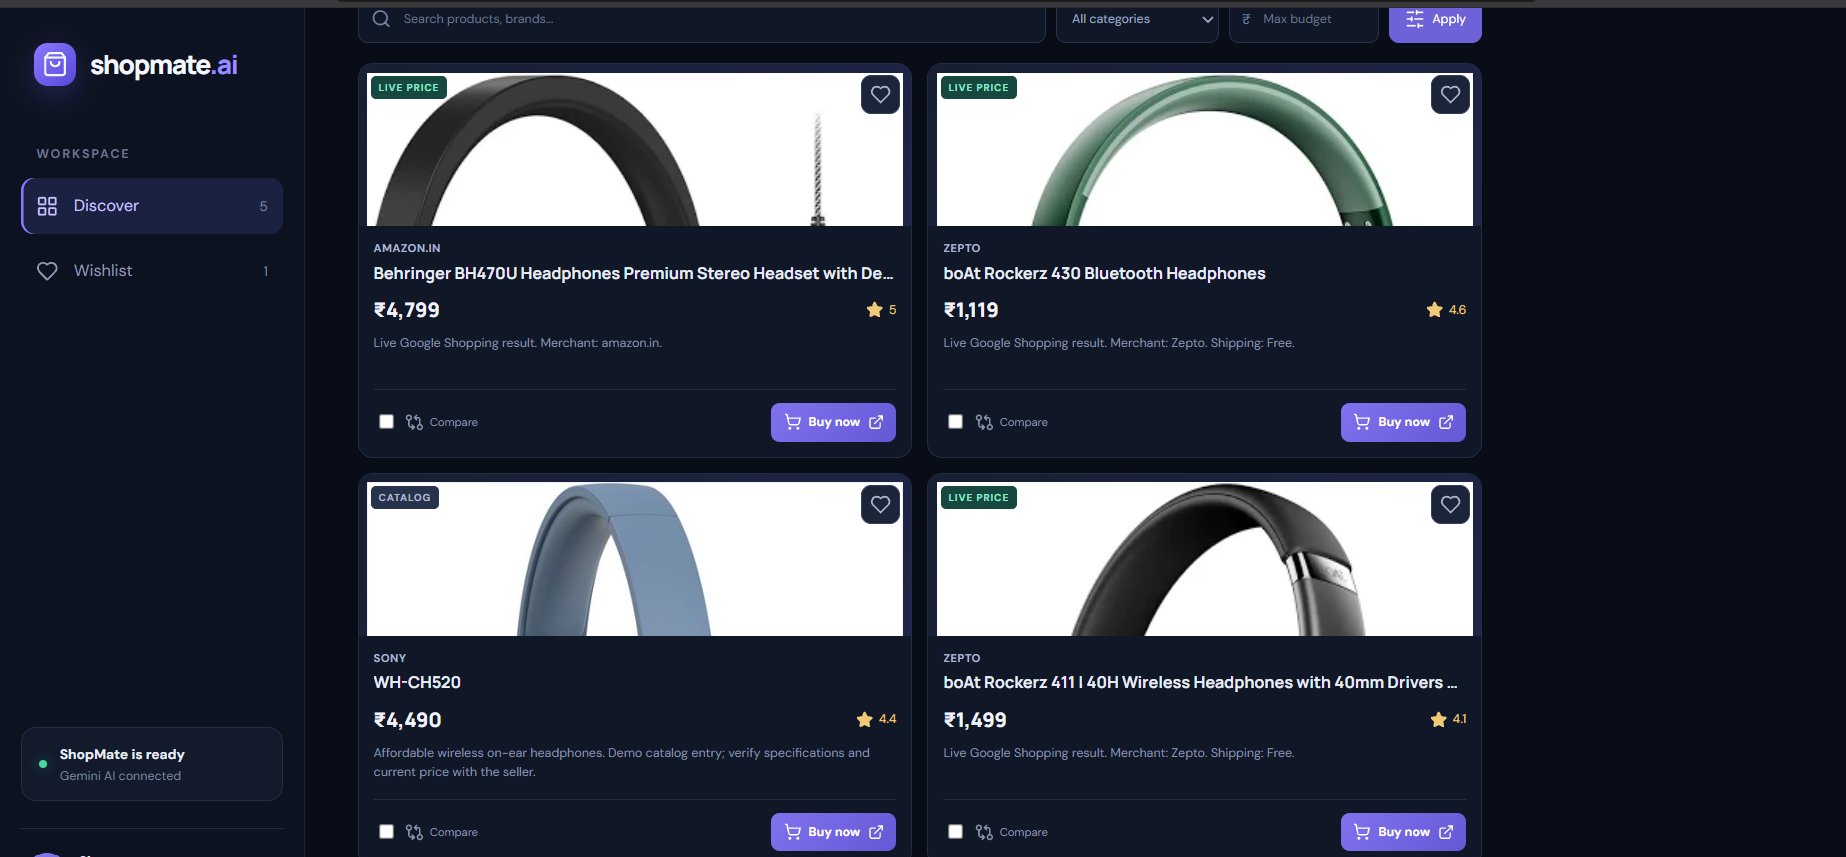 shopmate.ai
WORKSPACE
Discover 5
Wishlist 1
ShopMate is ready
Gemini AI connected
Search products, brands...
All categories
₹ Max budget
Apply
LIVE PRICE
AMAZON.IN
Behringer BH470U Headphones Premium Stereo Headset with De...
₹4,799 5
Live Google Shopping result. Merchant: amazon.in.
Compare Buy now
LIVE PRICE
ZEPTO
boAt Rockerz 430 Bluetooth Headphones
₹1,119 4.6
Live Google Shopping result. Merchant: Zepto. Shipping: Free.
Compare Buy now
CATALOG
SONY
WH-CH520
₹4,490 4.4
Affordable wireless on-ear headphones. Demo catalog entry; verify specifications and
current price with the seller.
Compare Buy now
LIVE PRICE
ZEPTO
boAt Rockerz 411 | 40H Wireless Headphones with 40mm Drivers ...
₹1,499 4.1
Live Google Shopping result. Merchant: Zepto. Shipping: Free.
Compare Buy now